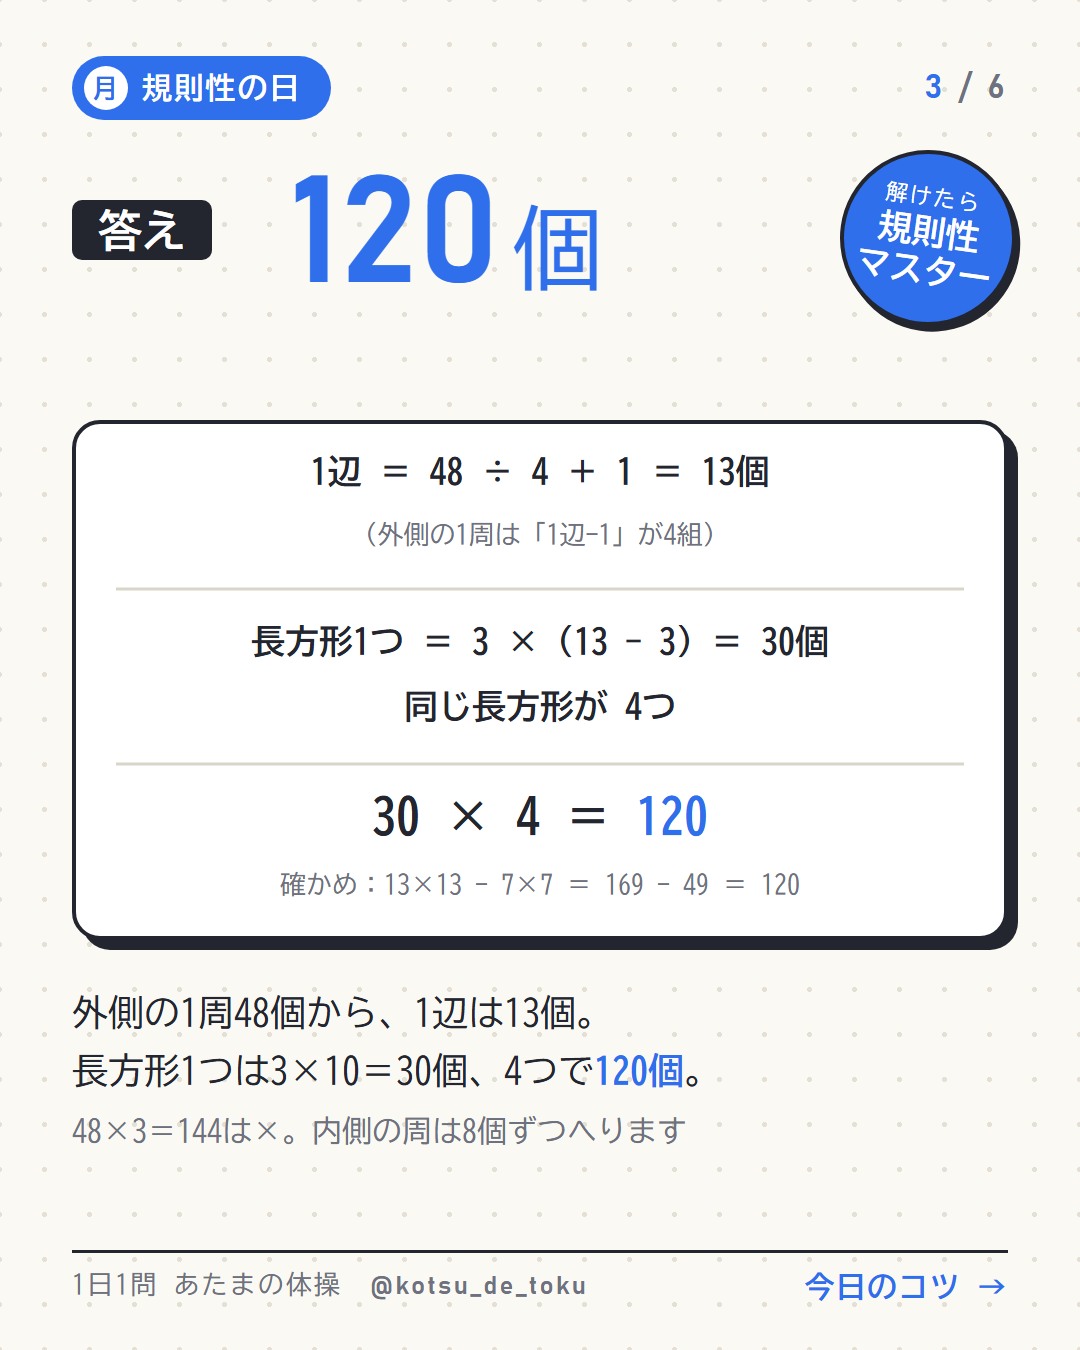 月 規則性の日
3 / 6
答え 120個
解けたら
規則性
マスター
1辺 = 48 ÷ 4 + 1 = 13個
（外側の1周は「1辺−1」が4組）
長方形1つ = 3 ×（13 − 3）= 30個
同じ長方形が 4つ
30 × 4 = 120
確かめ：13×13 − 7×7 = 169 − 49 = 120
外側の1周48個から、1辺は13個。
長方形1つは3×10＝30個、4つで120個。
48×3＝144は×。内側の周は8個ずつへります
1日1問 あたまの体操 @kotsu_de_toku
今日のコツ →